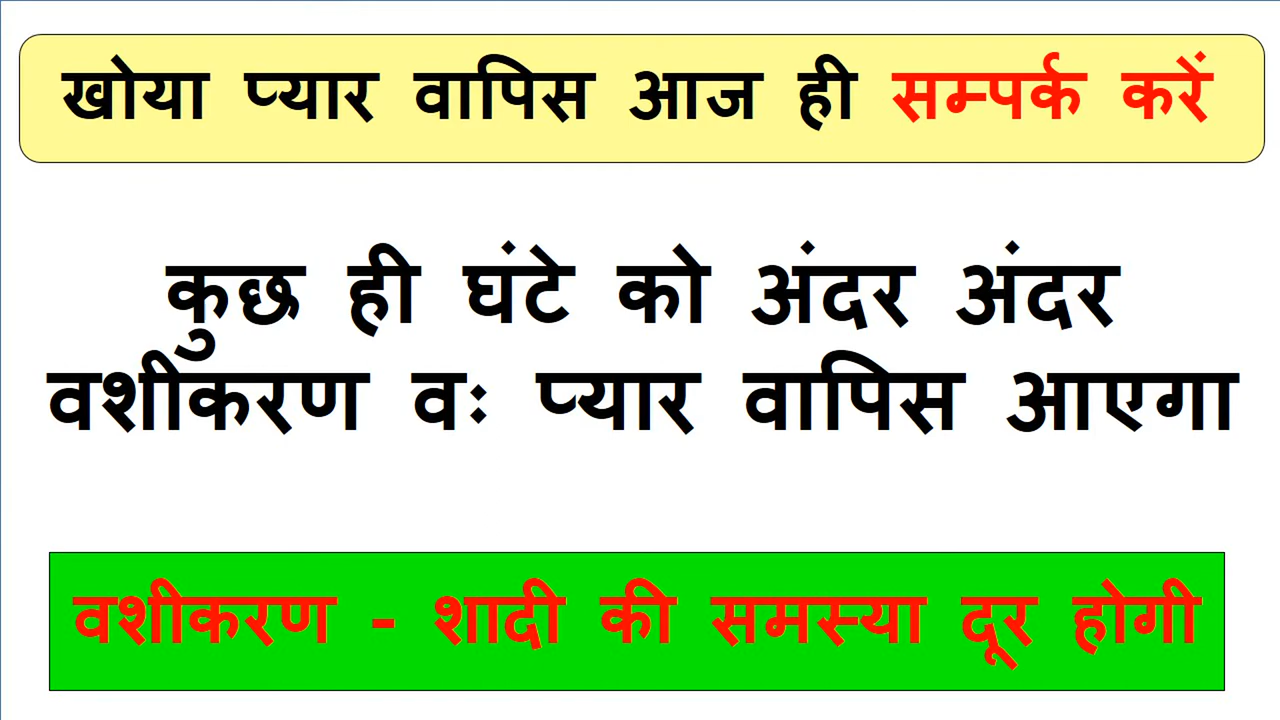 खोया प्यार वापिस आज ही सम्पर्क करें
कुछ ही घंटे को अंदर अंदर
वशीकरण वः प्यार वापिस आएगा
वशीकरण - शादी की समस्या दूर होगी